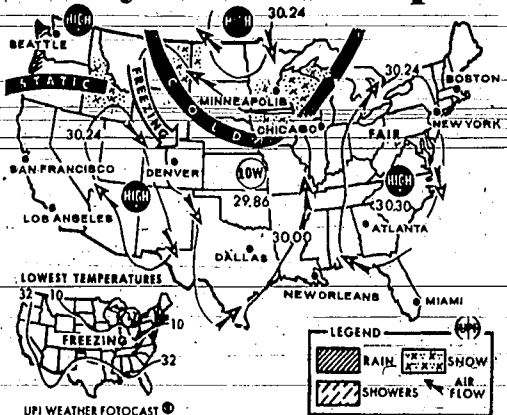 HIGH
HIGH
30.24
SEATTLE
STATIC
FREEZING
COLD
MINNEAPOLIS
30.24
BOSTON
CHICAGO
NEW YORK
FAIR
30.24
SAN FRANCISCO
DENVER
LOW
29.86
HIGH
HIGH
30.30
LOS ANGELES
30.00
ATLANTA
DALLAS
NEW ORLEANS
MIAMI
LOWEST TEMPERATURES
32
10
10
FREEZING
32
LEGEND
UPI
RAIN
SNOW
SHOWERS
AIR FLOW
UPI WEATHER FOTOCAST